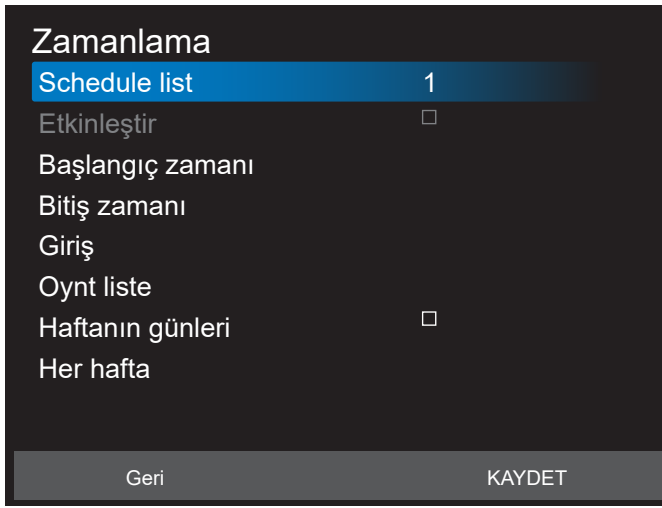 Zamanlama
Schedule list 1
Etkinleştir
Başlangıç zamanı
Bitiş zamanı
Giriş
Oynt liste
Haftanın günleri
Her hafta
Geri KAYDET